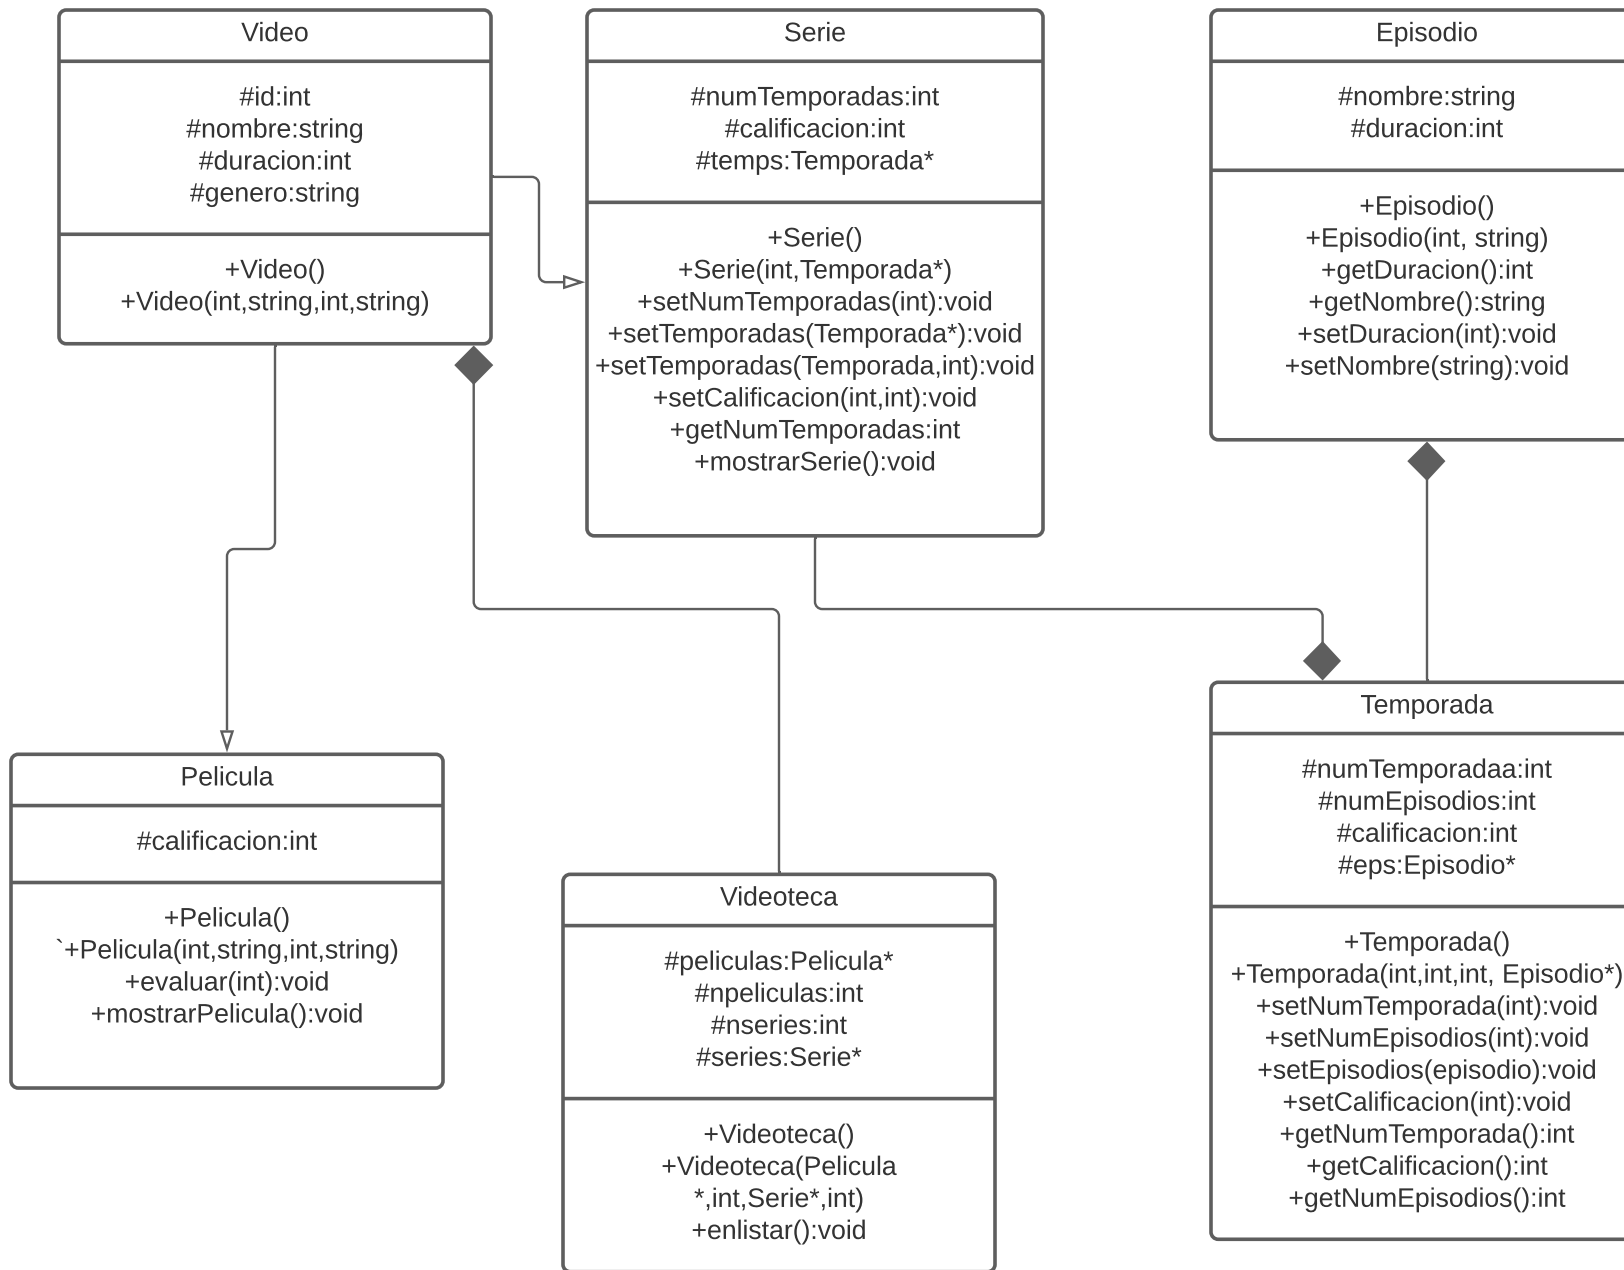 Video
#id:int
#nombre:string
#duracion:int
#genero:string
+Video()
+Video(int,string,int,string)
Serie
#numTemporadas:int
#calificacion:int
#temps:Temporada*
+Serie()
+Serie(int,Temporada*)
+setNumTemporadas(int):void
+setTemporadas(Temporada*):void
+setTemporadas(Temporada,int):void
+setCalificacion(int,int):void
+getNumTemporadas:int
+mostrarSerie():void
Episodio
#nombre:string
#duracion:int
+Episodio()
+Episodio(int, string)
+getDuracion():int
+getNombre():string
+setDuracion(int):void
+setNombre(string):void
Pelicula
#calificacion:int
+Pelicula()
`+Pelicula(int,string,int,string)
+evaluar(int):void
+mostrarPelicula():void
Videoteca
#peliculas:Pelicula*
#npeliculas:int
#nseries:int
#series:Serie*
+Videoteca()
+Videoteca(Pelicula
*,int,Serie*,int)
+enlistar():void
Temporada
#numTemporadaa:int
#numEpisodios:int
#calificacion:int
#eps:Episodio*
+Temporada()
+Temporada(int,int,int, Episodio*)
+setNumTemporada(int):void
+setNumEpisodios(int):void
+setEpisodios(episodio):void
+setCalificacion(int):void
+getNumTemporada():int
+getCalificacion():int
+getNumEpisodios():int